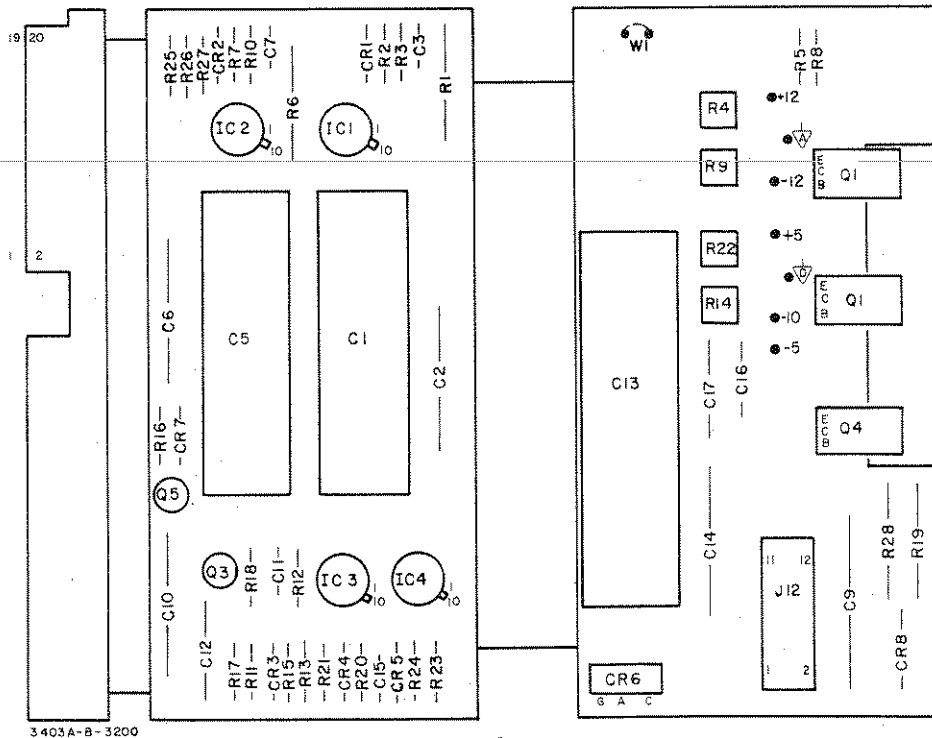 19 20
1 2
-R25-
-R26-
-R27-
-CR2-
-R7-
-R10-
-C7-
R6
-CR1-
-R2-
-R3-
-C3-
R1
IC2
1
10
IC1
1
10
C6
C5
C1
C2
-R16-
-CR7-
Q5
Q3
-R18-
-C11-
-R12-
IC3
1
10
IC4
1
10
C10
C12
-R17-
-R11-
-CR3-
-R15-
-R13-
-R21-
-CR4-
-R20-
C15-
-CR5-
-R24-
-R23-
W1
R5
R8
R4
+12
A
R9
-12
E
C
B
Q1
R22
+5
D
R14
-10
E
C
B
Q1
-5
C13
C17
C16
E
C
B
Q4
C14
11 12
J12
1 2
C9
R28
R19
CR8
CR6
G A C
3403A-B-3200